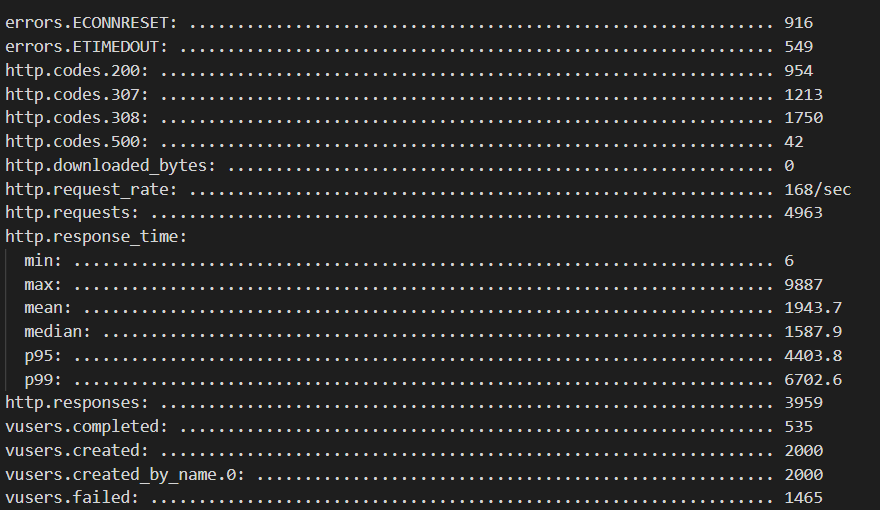 errors.ECONNRESET: ............................................................. 916
errors.ETIMEDOUT: .............................................................. 549
http.codes.200: ................................................................ 954
http.codes.307: ................................................................ 1213
http.codes.308: ................................................................ 1750
http.codes.500: ................................................................ 42
http.downloaded_bytes: ......................................................... 0
http.request_rate: ............................................................. 168/sec
http.requests: ................................................................. 4963
http.response_time:
  min: ......................................................................... 6
  max: ......................................................................... 9887
  mean: ........................................................................ 1943.7
  median: ...................................................................... 1587.9
  p95: ......................................................................... 4403.8
  p99: ......................................................................... 6702.6
http.responses: ................................................................ 3959
vusers.completed: .............................................................. 535
vusers.created: ................................................................ 2000
vusers.created_by_name.0: ...................................................... 2000
vusers.failed: ................................................................. 1465